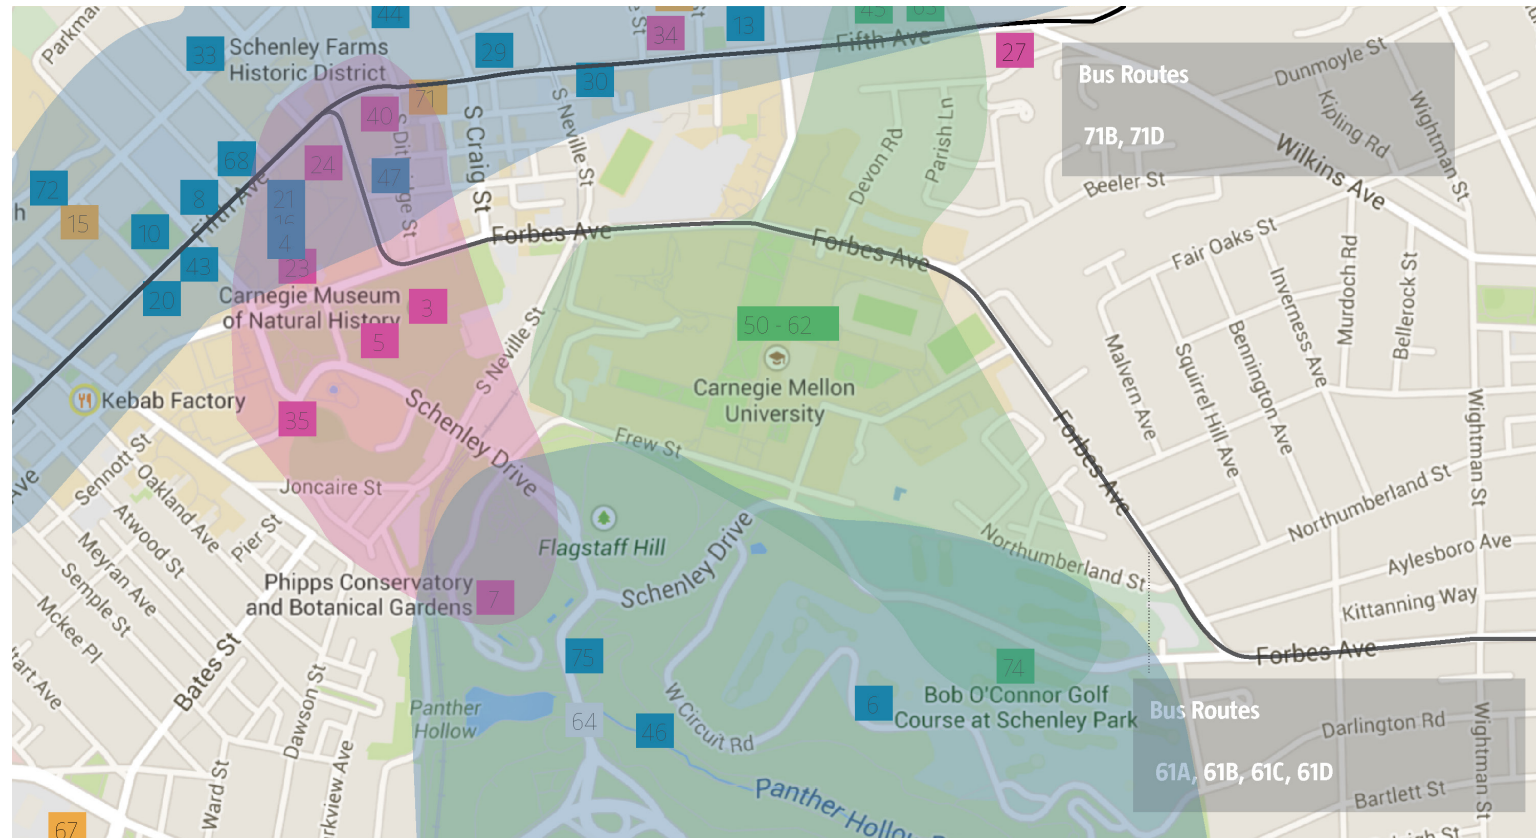 Parkma
44
33
Schenley Farms
Historic District
29
30
34
13
45
63
Fifth Ave
27
Bus Routes
71B, 71D
Dunmoyle St
Kipling Rd
Wightman St
Wilkins Ave
Beeler St
71
40
S Craig St
S Neville St
Devon Rd
Parish Ln
68
24
47
S Dithridge St
72
8
21
16
4
15
10
Fifth Ave
43
23
20
h
Forbes Ave
Forbes Ave
Fair Oaks St
Inverness Ave
Murdoch Rd
Bellerock St
Carnegie Museum
of Natural History
3
5
S Neville St
50 - 62
Carnegie Mellon
University
Malvern Ave
Squirrel Hill Ave
Bennington Ave
Wightman St
Kebab Factory
35
Schenley Drive
Frew St
Forbes Ave
Ave
Sennott St
Oakland Ave
Joncaire St
Atwood St
Pier St
Meyran Ave
Semple St
Mckee Pl
Flagstaff Hill
Schenley Drive
Northumberland St
Northumberland St
Aylesboro Ave
Kittanning Way
Phipps Conservatory
and Botanical Gardens
7
Forbes Ave
75
74
Bates St
Dawson St
Panther
Hollow
64
46
W Circuit Rd
6
Bob O'Connor Golf
Course at Schenley Park
Bus Routes
61A, 61B, 61C, 61D
Darlington Rd
Wightman St
Bartlett St
Ward St
Panther Hollo
67